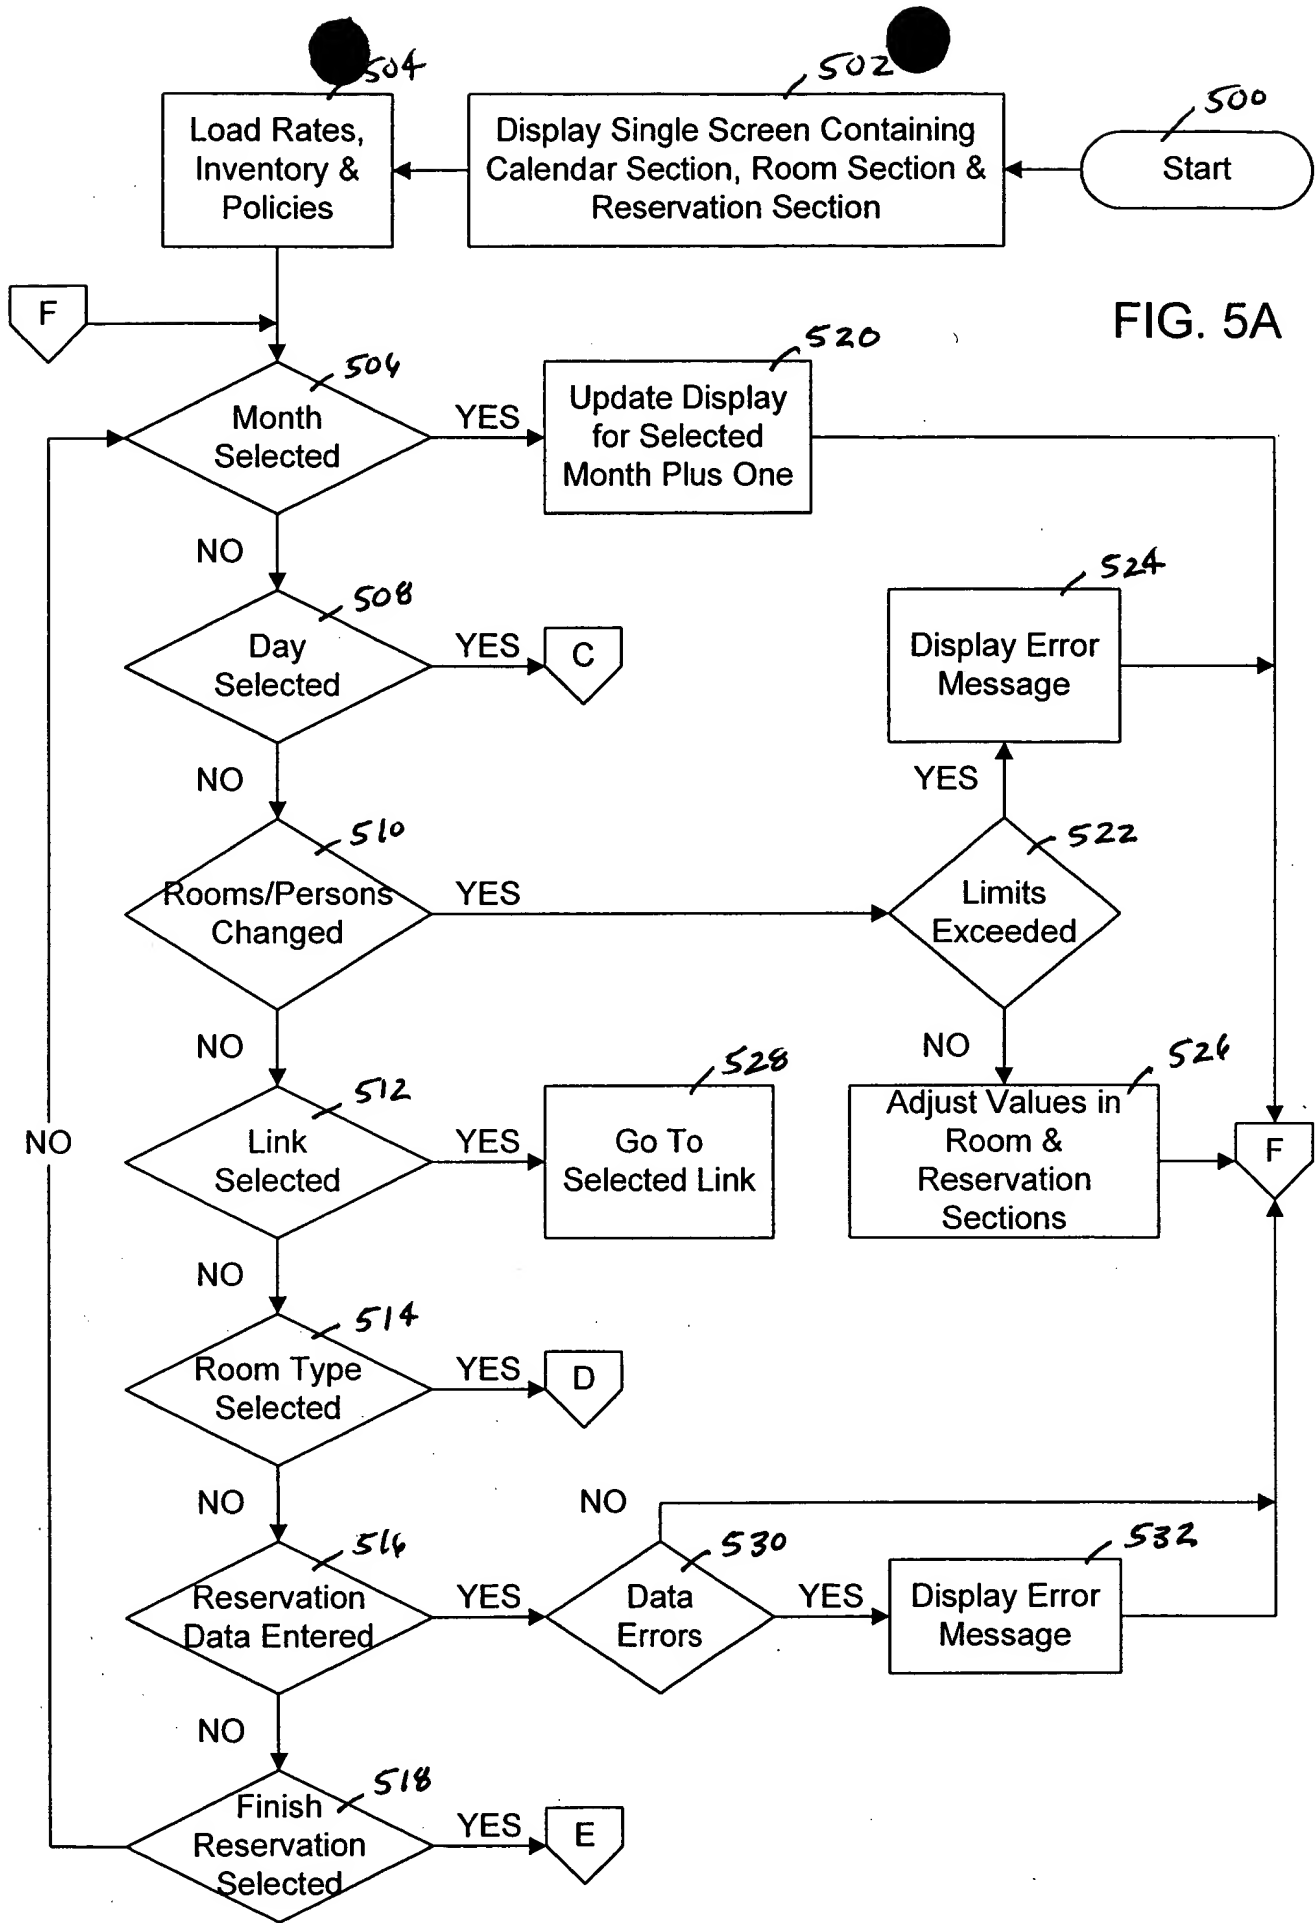 504
502
500
Load Rates,
Inventory &
Policies
Display Single Screen Containing
Calendar Section, Room Section &
Reservation Section
Start
F
FIG. 5A
506
Month
Selected
YES
520
Update Display
for Selected
Month Plus One
NO
508
Day
Selected
YES
C
524
Display Error
Message
NO
YES
510
Rooms/Persons
Changed
YES
522
Limits
Exceeded
NO
NO
512
Link
Selected
YES
528
Go To
Selected Link
526
Adjust Values in
Room &
Reservation
Sections
F
NO
NO
514
Room Type
Selected
YES
D
NO
NO
516
Reservation
Data Entered
YES
530
Data
Errors
YES
532
Display Error
Message
NO
518
Finish
Reservation
Selected
YES
E